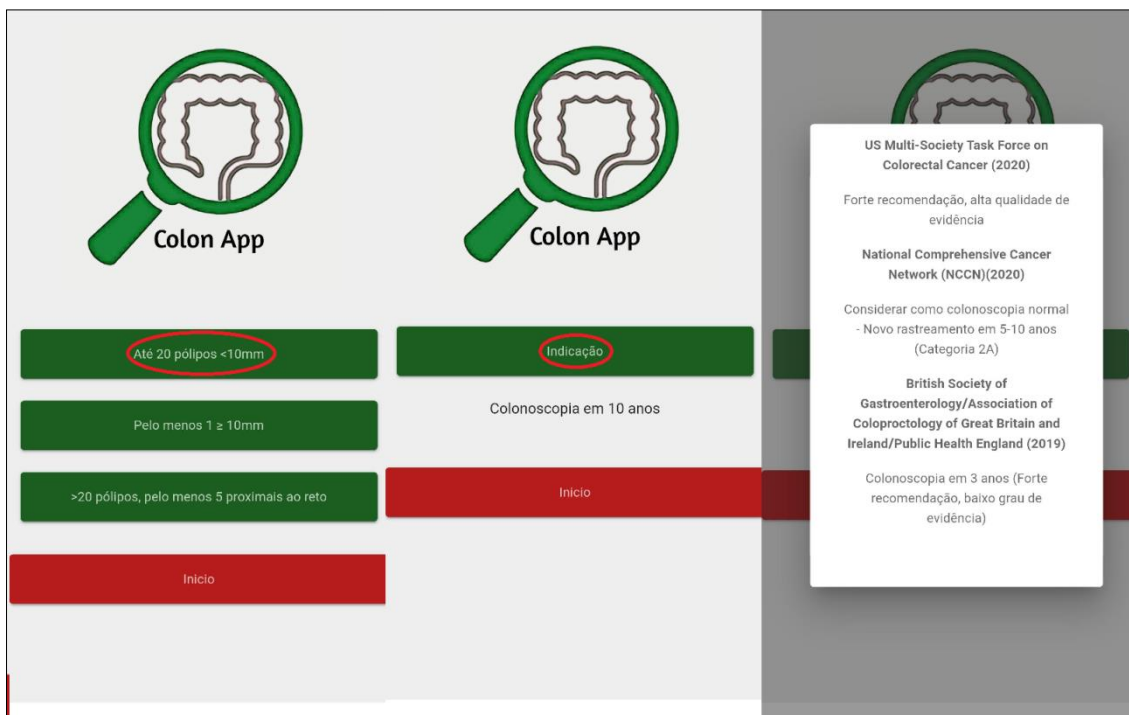 Colon App
Até 20 pólipos <10mm
Pelo menos 1 ≥ 10mm
>20 pólipos, pelo menos 5 proximais ao reto
Inicio
Colon App
Indicação
Colonoscopia em 10 anos
Inicio
US Multi-Society Task Force on
Colorectal Cancer (2020)
Forte recomendação, alta qualidade de
evidência
National Comprehensive Cancer
Network (NCCN)(2020)
Considerar como colonoscopia normal
- Novo rastreamento em 5-10 anos
(Categoria 2A)
British Society of
Gastroenterology/Association of
Coloproctology of Great Britain and
Ireland/Public Health England (2019)
Colonoscopia em 3 anos (Forte
recomendação, baixo grau de
evidência)